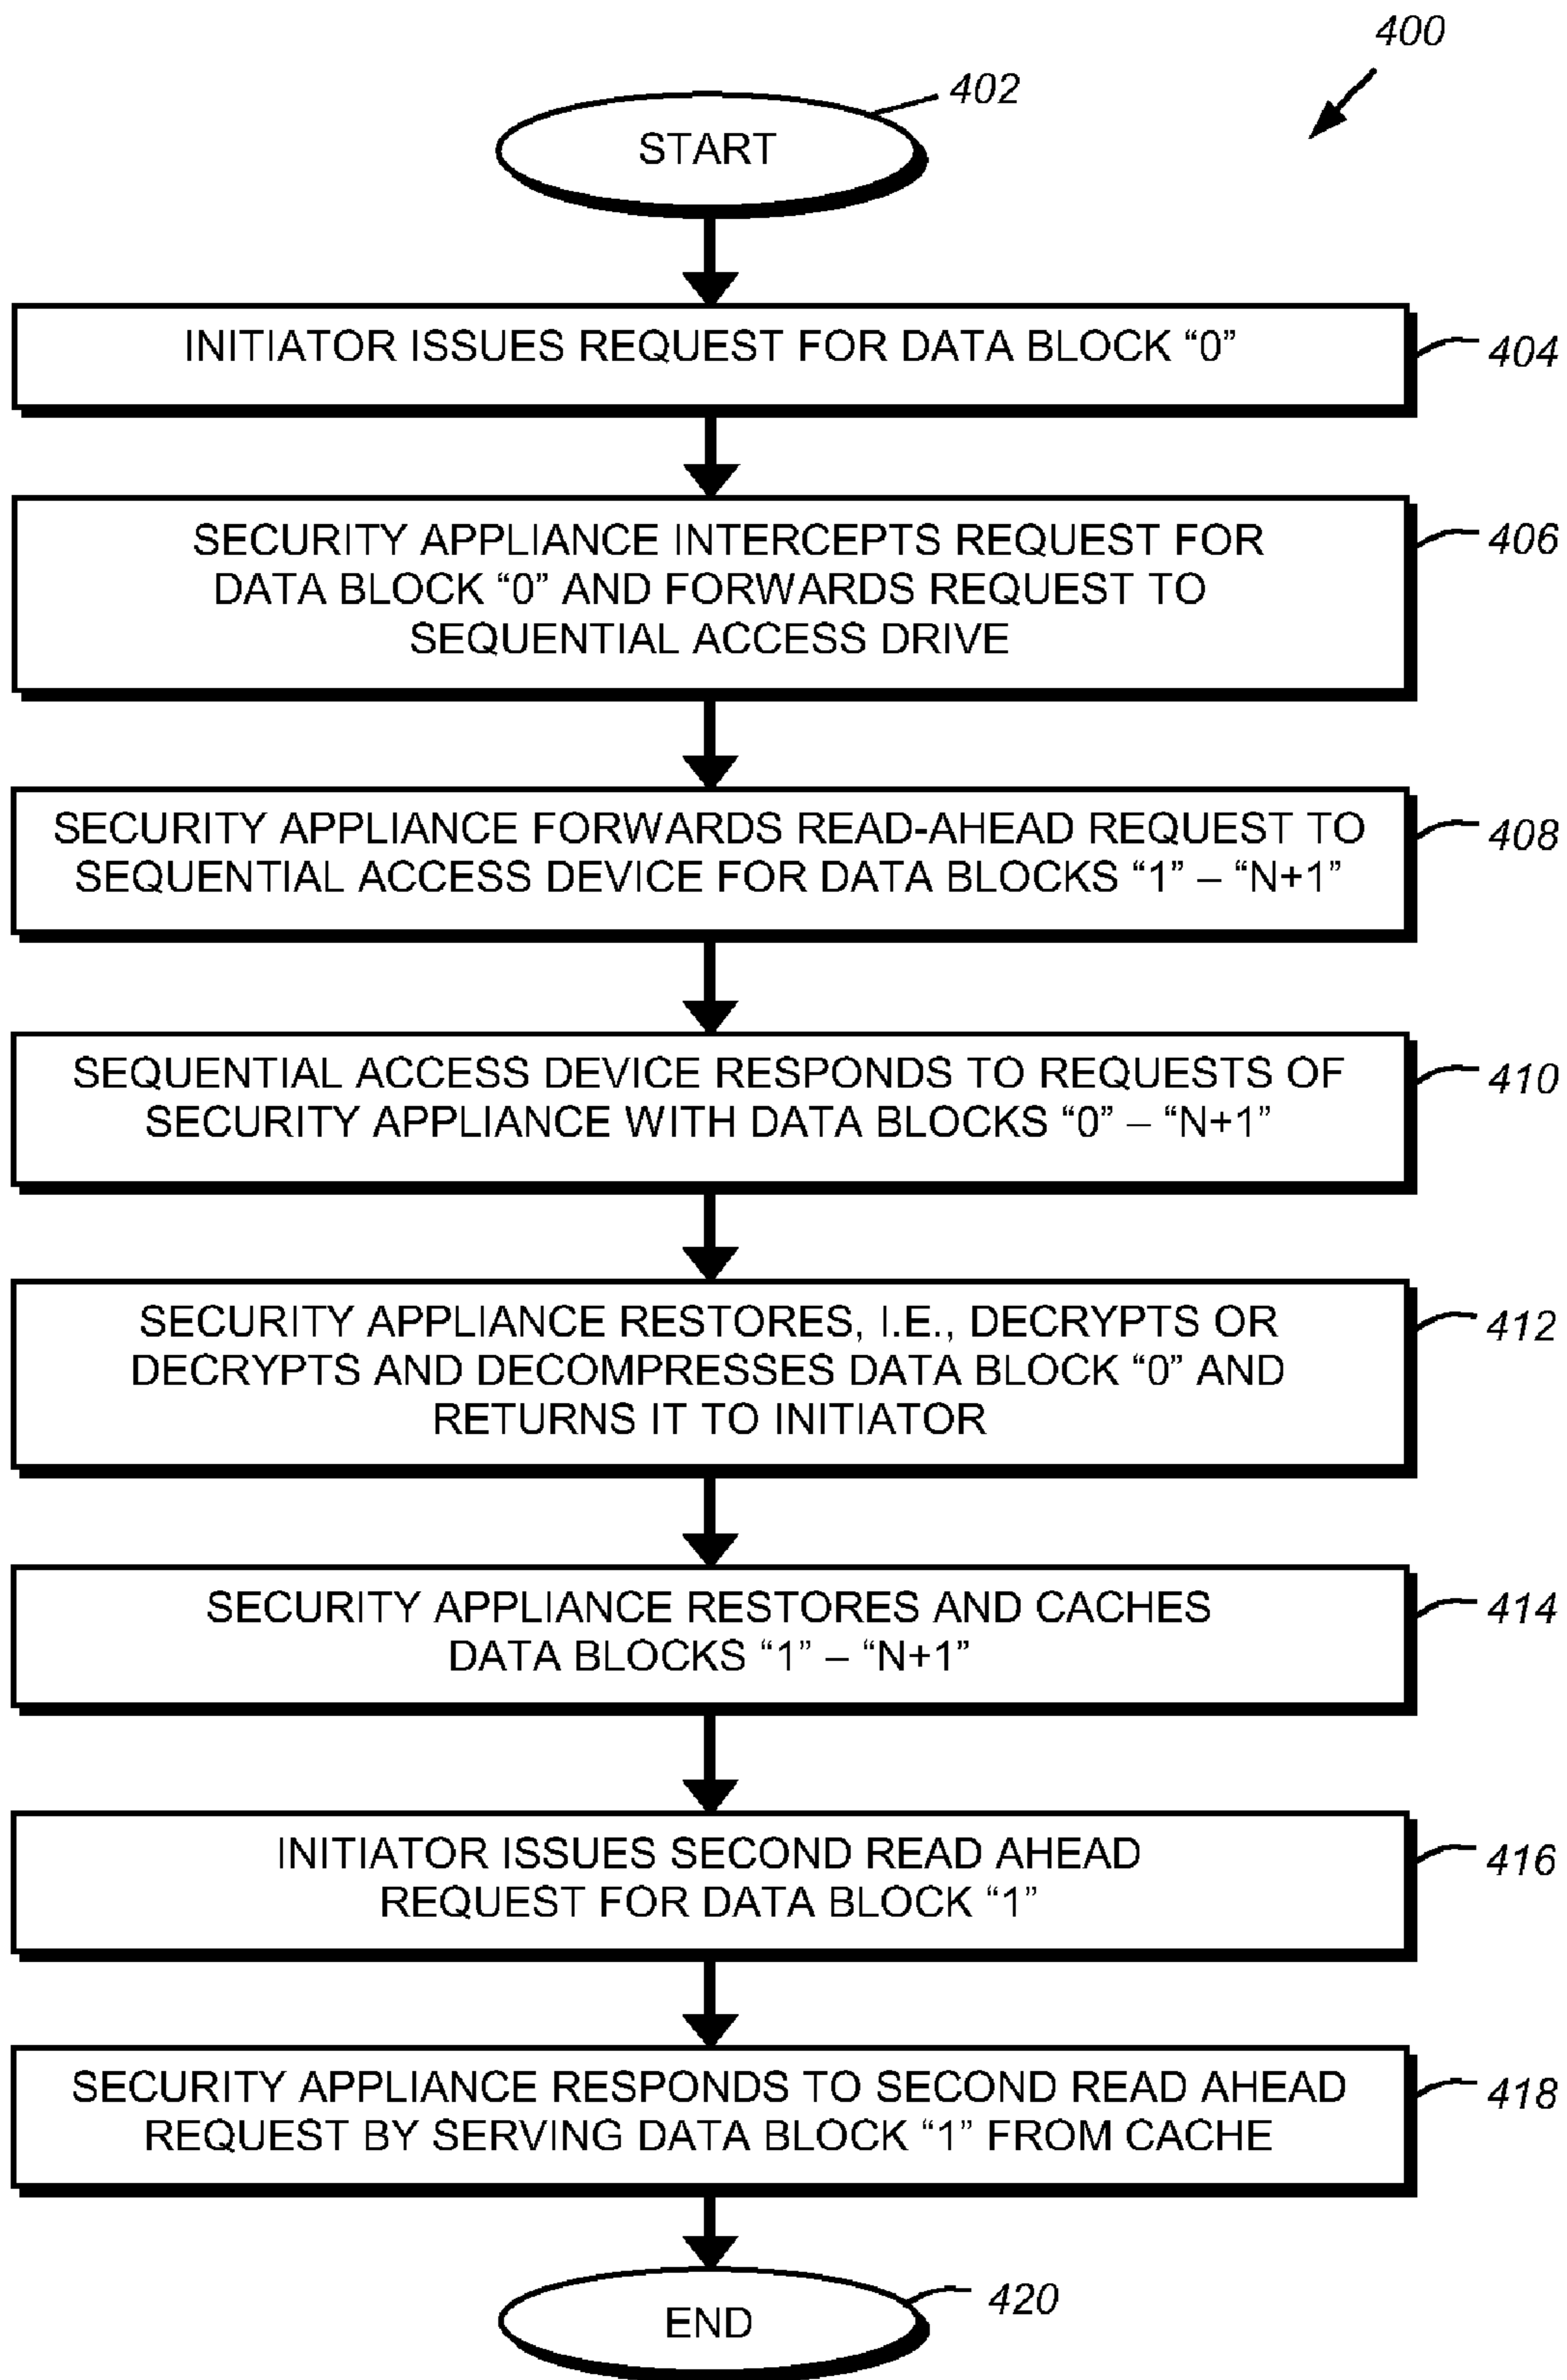 400
402
START
INITIATOR ISSUES REQUEST FOR DATA BLOCK “0”
404
SECURITY APPLIANCE INTERCEPTS REQUEST FOR
DATA BLOCK “0” AND FORWARDS REQUEST TO
SEQUENTIAL ACCESS DRIVE
406
SECURITY APPLIANCE FORWARDS READ-AHEAD REQUEST TO
SEQUENTIAL ACCESS DEVICE FOR DATA BLOCKS “1” – “N+1”
408
SEQUENTIAL ACCESS DEVICE RESPONDS TO REQUESTS OF
SECURITY APPLIANCE WITH DATA BLOCKS “0” – “N+1”
410
SECURITY APPLIANCE RESTORES, I.E., DECRYPTS OR
DECRYPTS AND DECOMPRESSES DATA BLOCK “0” AND
RETURNS IT TO INITIATOR
412
SECURITY APPLIANCE RESTORES AND CACHES
DATA BLOCKS “1” – “N+1”
414
INITIATOR ISSUES SECOND READ AHEAD
REQUEST FOR DATA BLOCK “1”
416
SECURITY APPLIANCE RESPONDS TO SECOND READ AHEAD
REQUEST BY SERVING DATA BLOCK “1” FROM CACHE
418
END
420